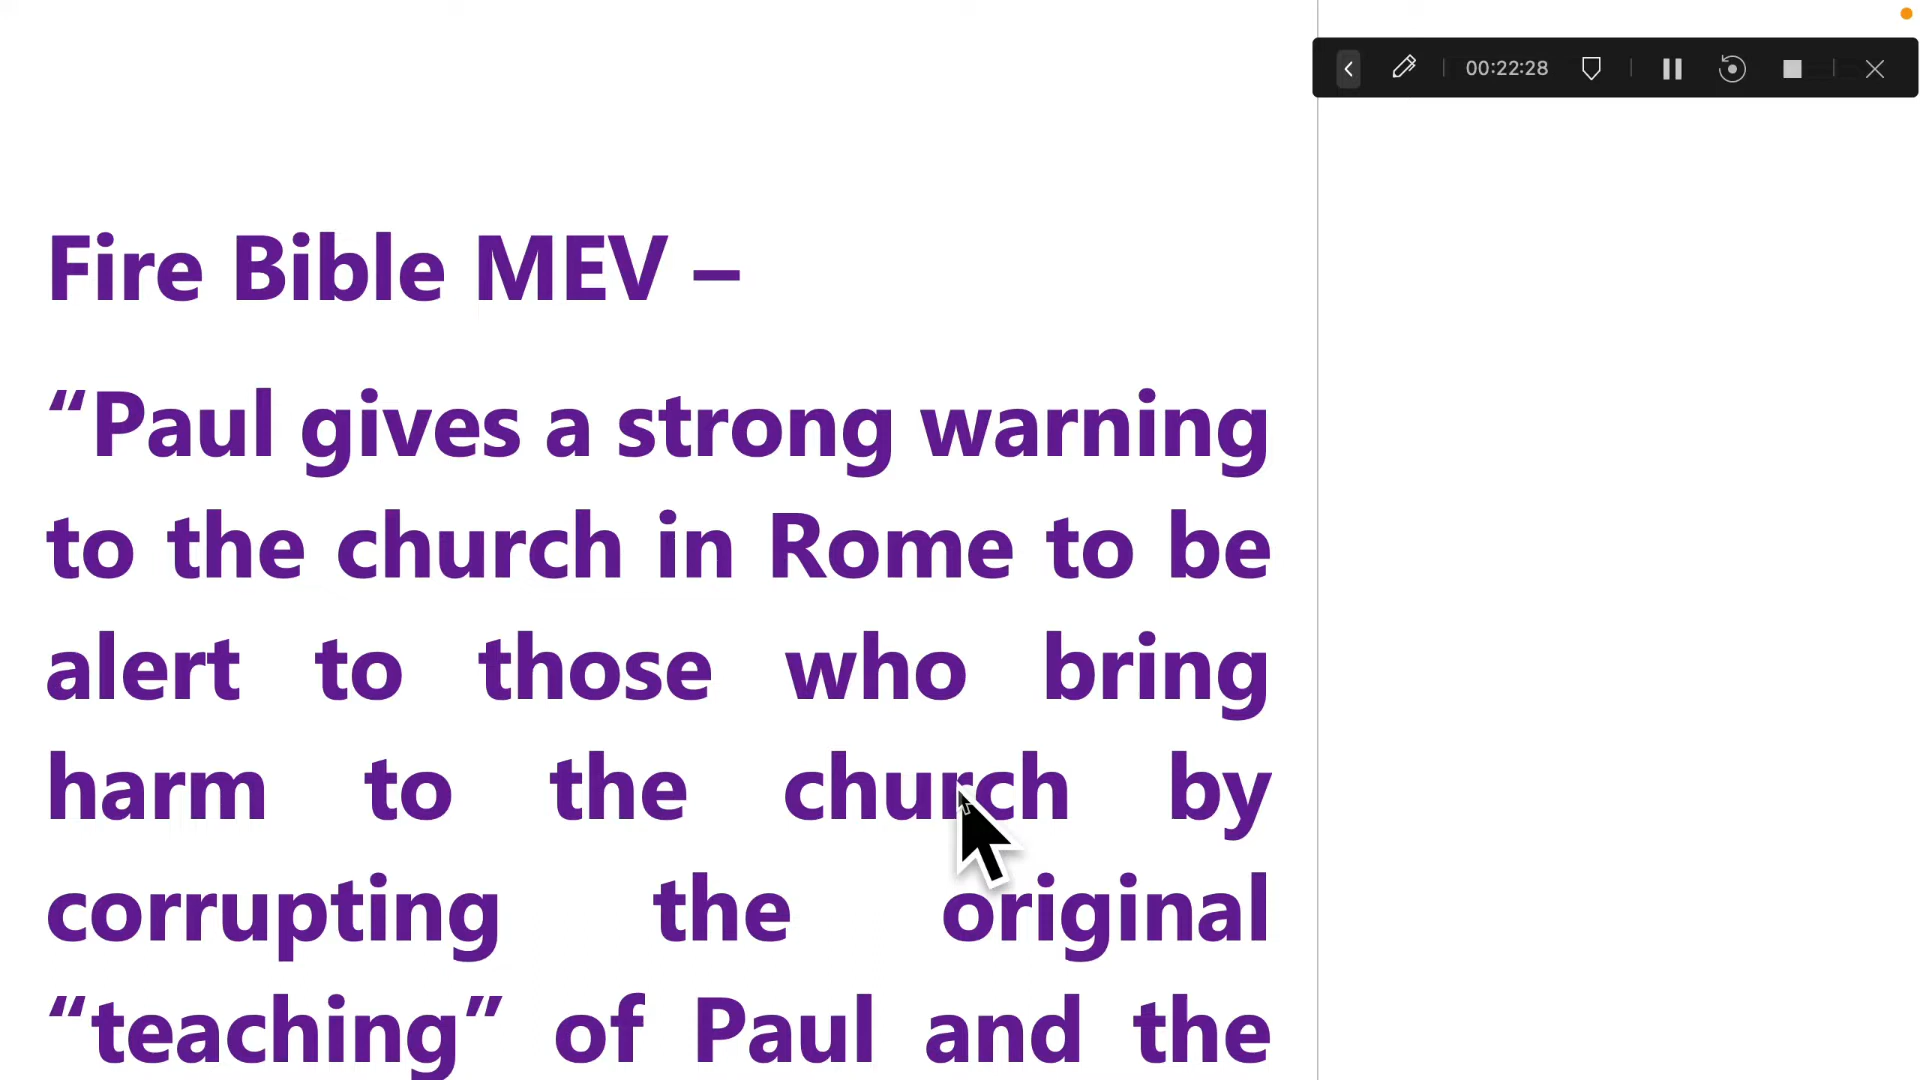 00:22:28
Fire Bible MEV –
“Paul gives a strong warning
to the church in Rome to be
alert to those who bring
harm to the church by
corrupting the original
“teaching” of Paul and the